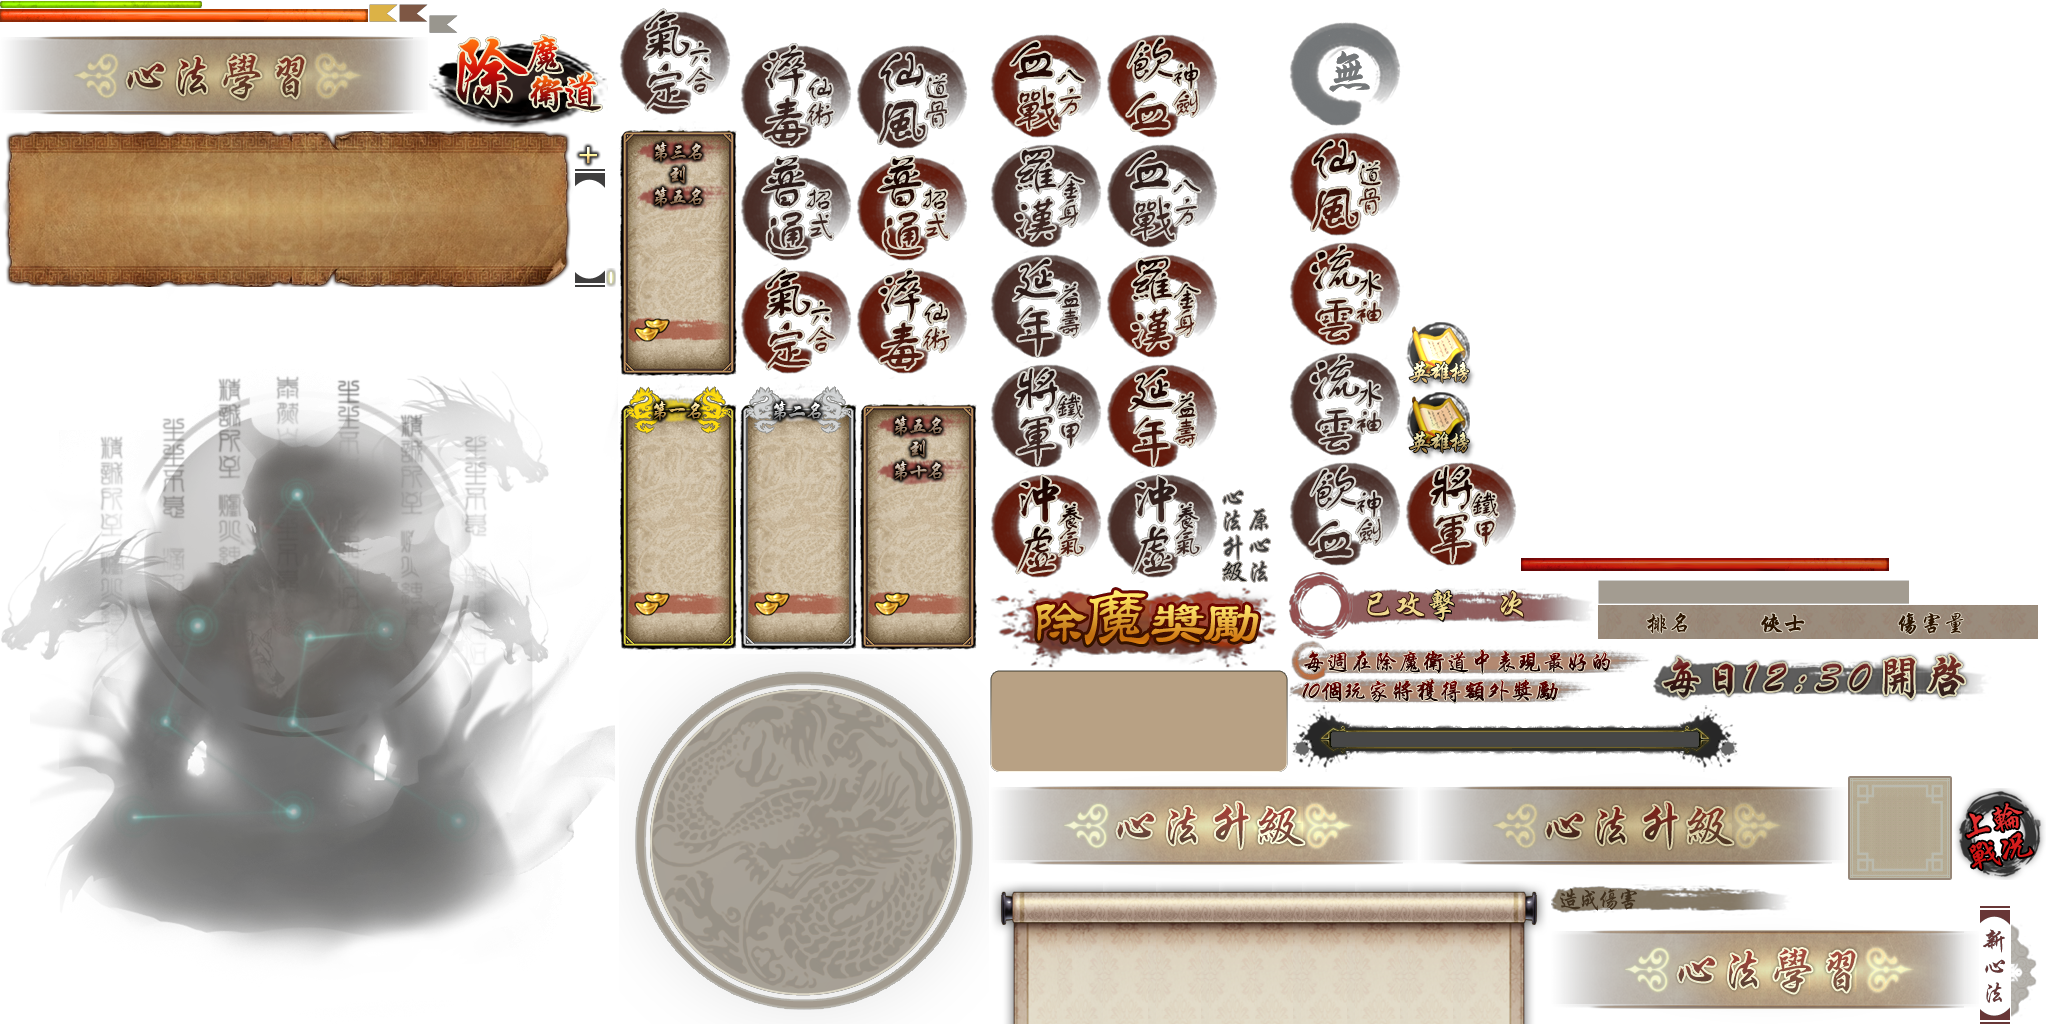 心法學習
除魔
衛道
氣定 六合
淬毒 仙術
仙風 道骨
血戰 八方
飲血 神劍
無
第三名
到
第五名
普通 招式
普通 招式
羅漢 金身
血戰 八方
仙風 道骨
氣定 六合
淬毒 仙術
延年 益壽
羅漢 金身
流雲 水袖
英雄榜
第一名
第二名
第五名
到
第十名
將軍 鐵甲
延年 益壽
流雲 水袖
英雄榜
沖虛 養氣
沖虛 養氣
心法升級
原心法
飲血 神劍
將軍 鐵甲
除魔獎勵
已攻擊 次
排名 俠士 傷害量
每週在除魔衛道中表現最好的
10個玩家將獲得額外獎勵
每日12:30開啓
心法升級
心法升級
上輪
戰況
造成傷害
心法學習
新心法